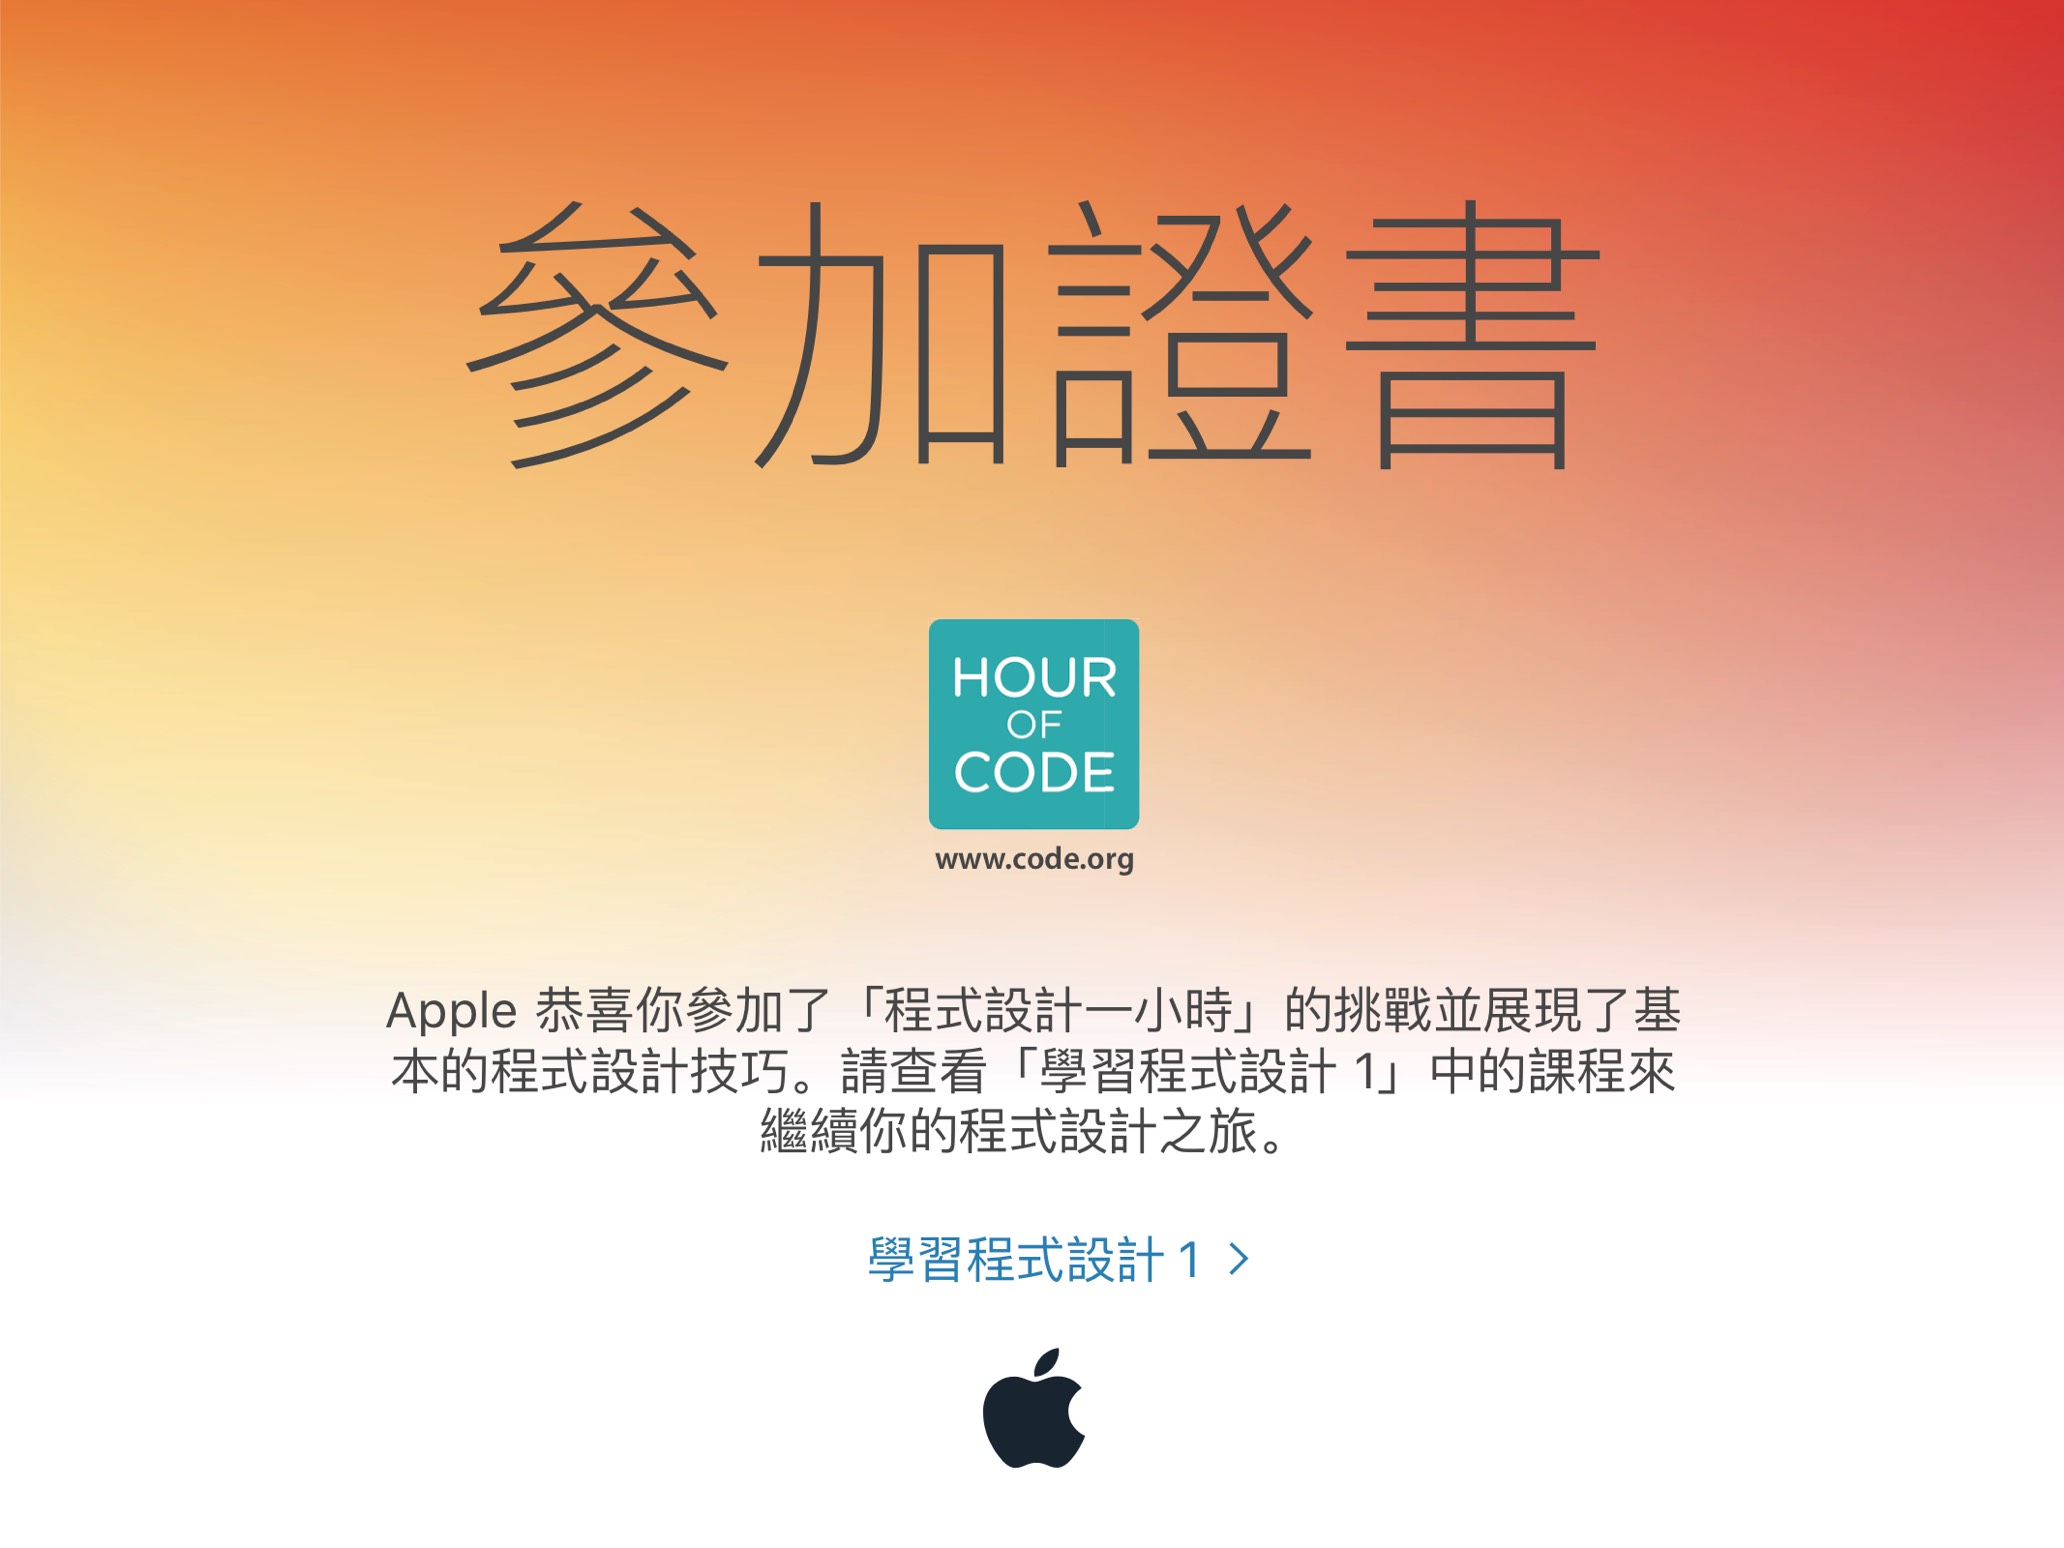 參加證書
HOUR
OF
CODE
www.code.org
Apple 恭喜你參加了「程式設計一小時」的挑戰並展現了基
本的程式設計技巧。請查看「學習程式設計 1」中的課程來
繼續你的程式設計之旅。
學習程式設計 1 >